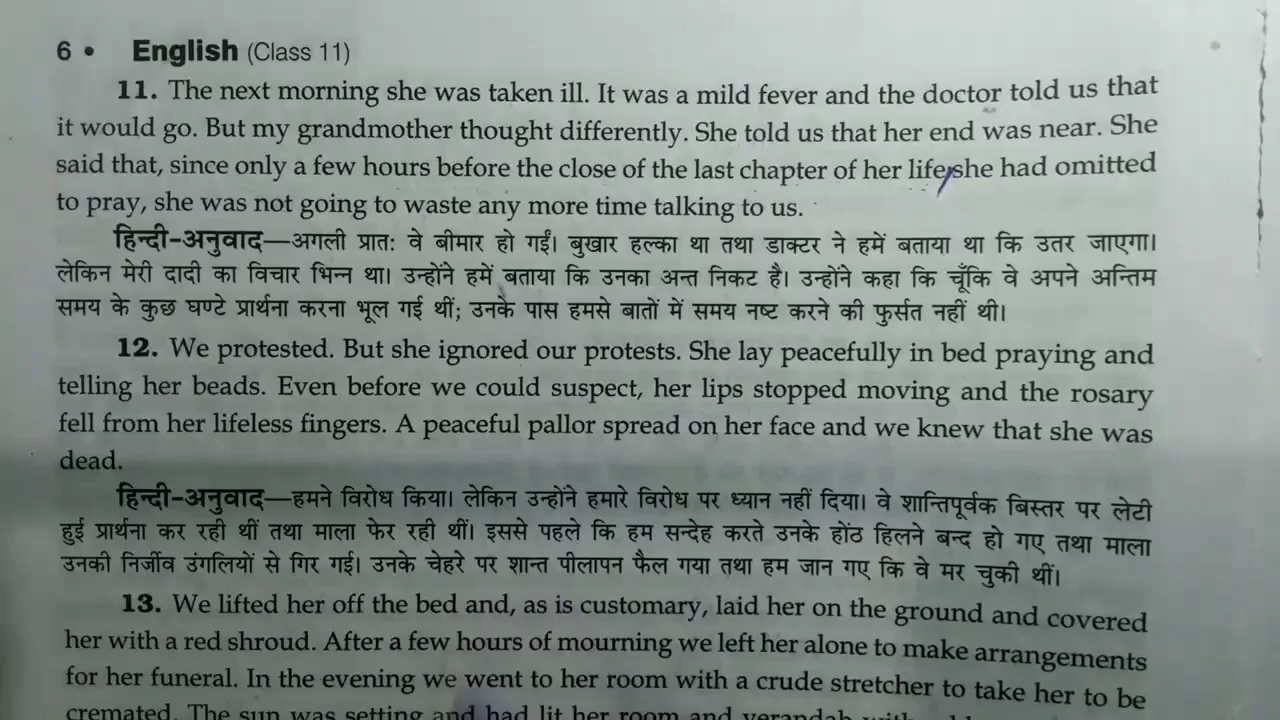 6 • English (Class 11)
11. The next morning she was taken ill. It was a mild fever and the doctor told us that
it would go. But my grandmother thought differently. She told us that her end was near. She
said that, since only a few hours before the close of the last chapter of her life, she had omitted
to pray, she was not going to waste any more time talking to us.
हिन्दी-अनुवाद—अगली प्रातः वे बीमार हो गईं। बुखार हल्का था तथा डाक्टर ने हमें बताया था कि उतर जाएगा।
लेकिन मेरी दादी का विचार भिन्न था। उन्होंने हमें बताया कि उनका अन्त निकट है। उन्होंने कहा कि चूँकि वे अपने अन्तिम
समय के कुछ घण्टे प्रार्थना करना भूल गई थीं; उनके पास हमसे बातों में समय नष्ट करने की फुर्सत नहीं थी।
12. We protested. But she ignored our protests. She lay peacefully in bed praying and
telling her beads. Even before we could suspect, her lips stopped moving and the rosary
fell from her lifeless fingers. A peaceful pallor spread on her face and we knew that she was
dead.
हिन्दी-अनुवाद—हमने विरोध किया। लेकिन उन्होंने हमारे विरोध पर ध्यान नहीं दिया। वे शान्तिपूर्वक बिस्तर पर लेटी
हुई प्रार्थना कर रही थीं तथा माला फेर रही थीं। इससे पहले कि हम सन्देह करते उनके होंठ हिलने बन्द हो गए तथा माला
उनकी निर्जीव उंगलियों से गिर गई। उनके चेहरे पर शान्त पीलापन फैल गया तथा हम जान गए कि वे मर चुकी थीं।
13. We lifted her off the bed and, as is customary, laid her on the ground and covered
her with a red shroud. After a few hours of mourning we left her alone to make arrangements
for her funeral. In the evening we went to her room with a crude stretcher to take her to be
cremated. The sun was setting and had lit her room and verandah with